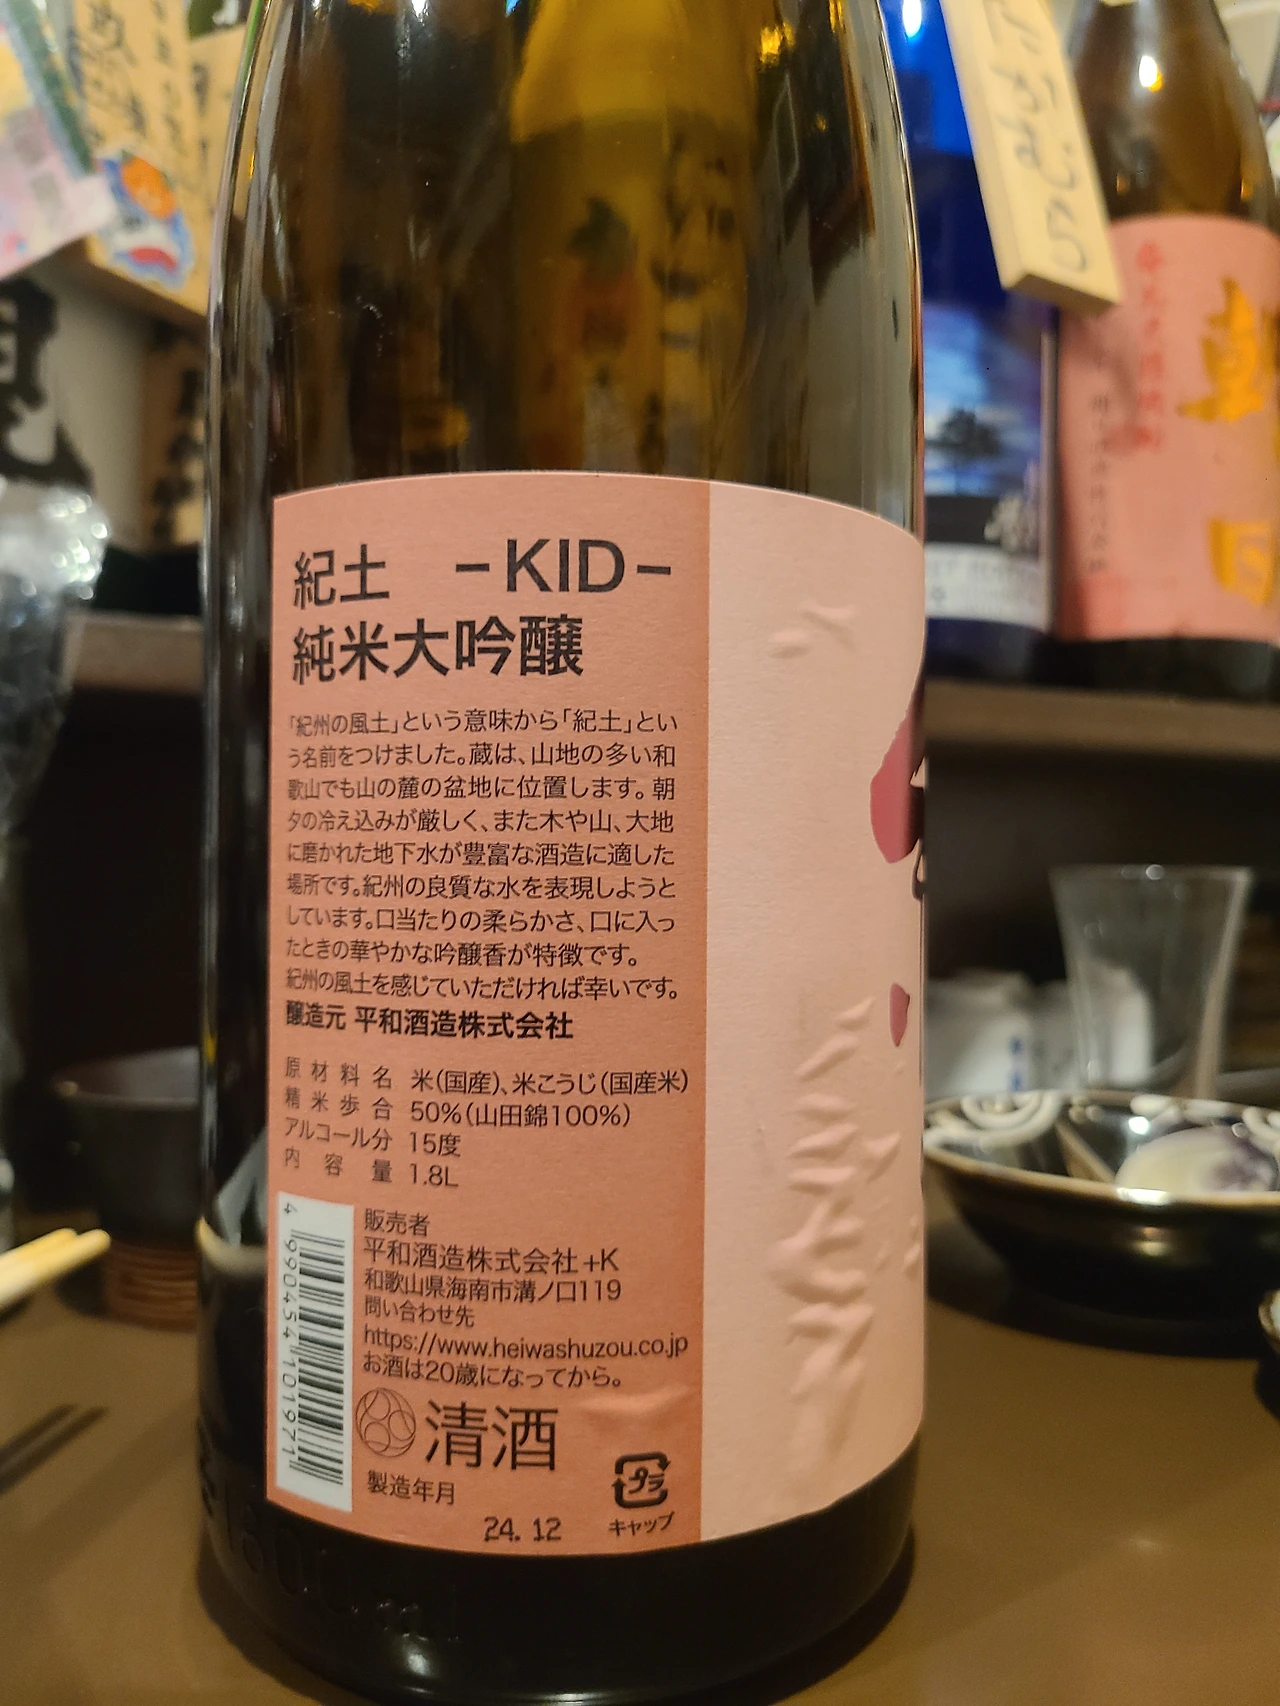 紀土 -KID-
純米大吟醸
「紀州の風土」という意味から「紀土」とい
う名前をつけました。蔵は、山地の多い和
歌山でも山の麓の盆地に位置します。朝
夕の冷え込みが厳しく、また木や山、大地
に磨かれた地下水が豊富な酒造に適した
場所です。紀州の良質な水を表現しようと
しています。口当たりの柔らかさ、口に入っ
たときの華やかな吟醸香が特徴です。
紀州の風土を感じていただければ幸いです。
醸造元 平和酒造株式会社
原材料名 米(国産)、米こうじ(国産米)
精米歩合 50%(山田錦100%)
アルコール分 15度
内容量 1.8L
4 990454 101971
販売者
平和酒造株式会社+K
和歌山県海南市溝ノ口119
問い合わせ先
https://www.heiwashuzou.co.jp
お酒は20歳になってから。
清酒
製造年月
24. 12
プラ
キャップ
1800ml